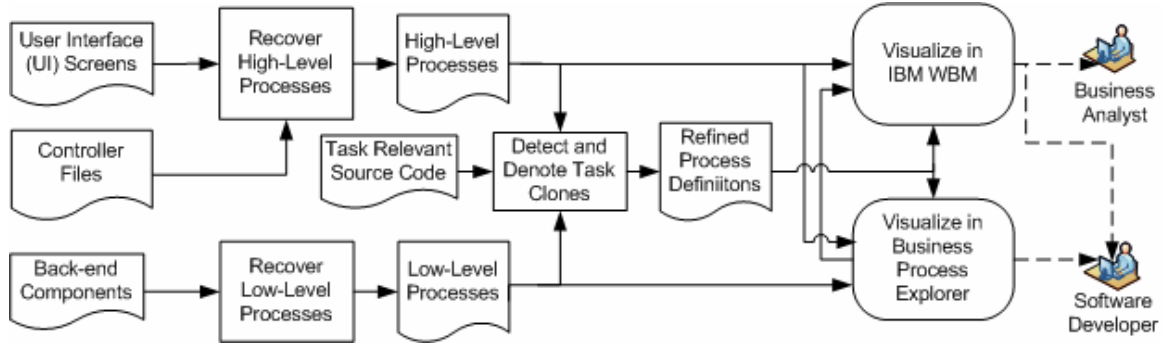 User Interface
(UI) Screens
Recover
High-Level
Processes
High-Level
Processes
Visualize in
IBM WBM
Business
Analyst
Controller
Files
Task Relevant
Source Code
Detect and
Denote Task
Clones
Refined
Process
Definiitons
Back-end
Components
Recover
Low-Level
Processes
Low-Level
Processes
Visualize in
Business
Process
Explorer
Software
Developer